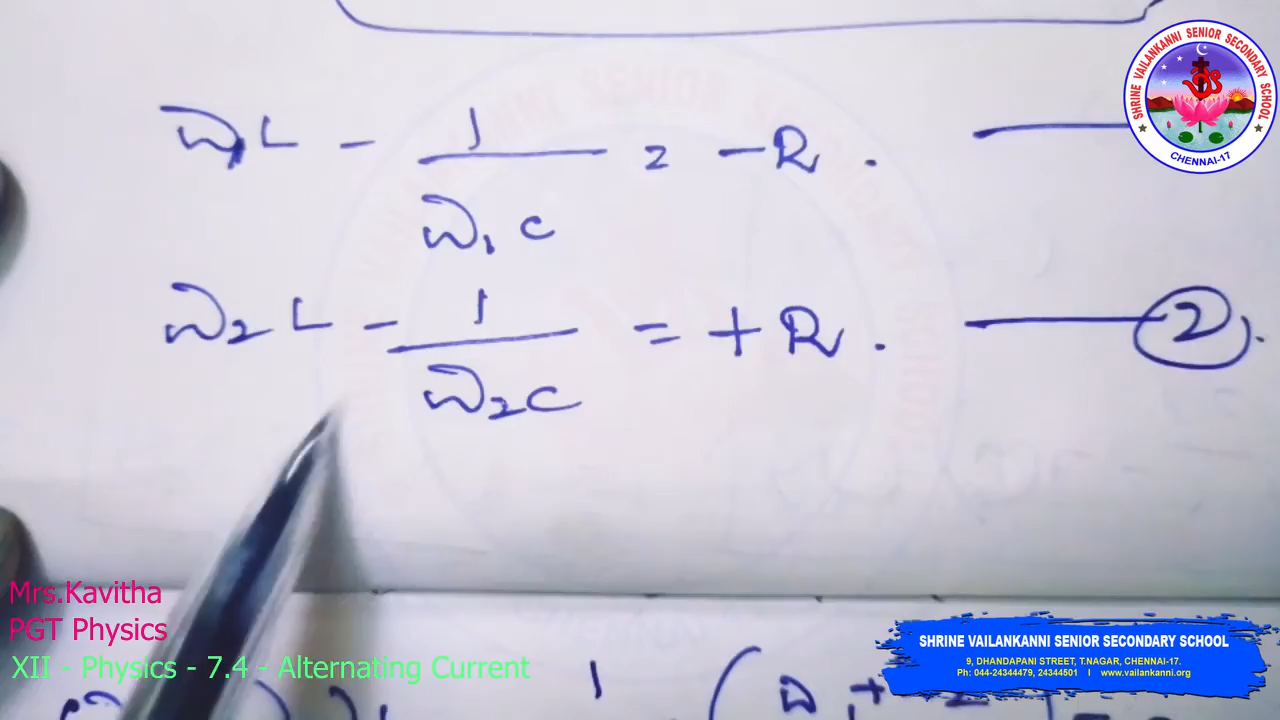 ω₁L - 1/ω₁C = -R.
ω₂L - 1/ω₂C = +R. ——— (2).
SHRINE VAILANKANNI SENIOR SECONDARY SCHOOL
CHENNAI-17
Mrs.Kavitha
PGT Physics
XII - Physics - 7.4 - Alternating Current
SHRINE VAILANKANNI SENIOR SECONDARY SCHOOL
9, DHANDAPANI STREET, T.NAGAR, CHENNAI-17.
Ph: 044-24344479, 24344501 I www.vailankanni.org